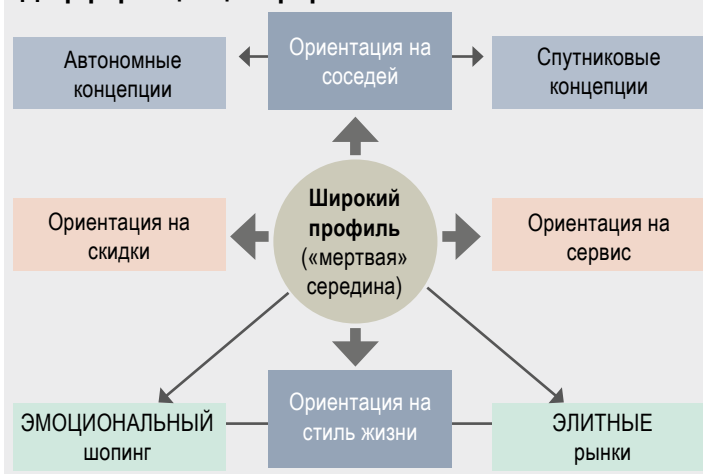 Автономные
концепции
Ориентация на
соседей
Спутниковые
концепции
Ориентация на
скидки
Широкий
профиль
(«мертвая»
середина)
Ориентация на
сервис
ЭМОЦИОНАЛЬНЫЙ
шопинг
Ориентация на
стиль жизни
ЭЛИТНЫЕ
рынки